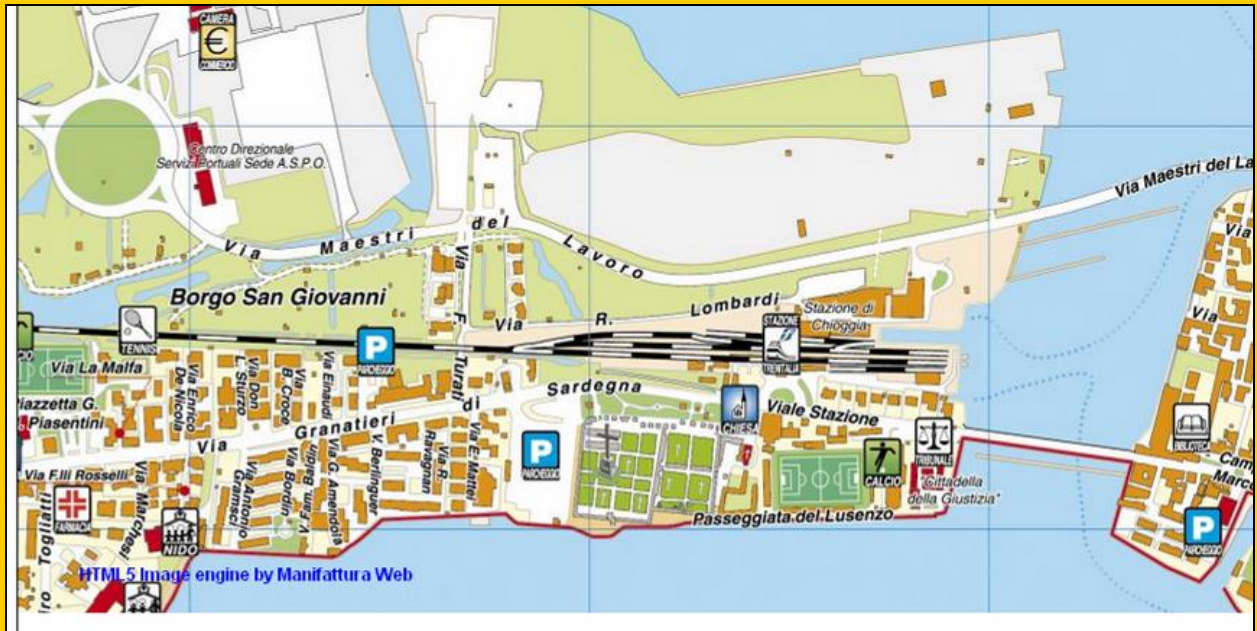 CAMERA
COMMERCIO
Centro Direzionale
Servizi Portuali Sede A.S.P.O.
Via Maestri del La
Via Maestri del Lavoro
Via
Via
Borgo San Giovanni
Via F. Turati
Via R. Lombardi
Stazione di
Chioggia
STAZIONE
TRENITALIA
TENNIS
P
PARCHEGGIO
Via La Malfa
Piazzetta G.
Piasentini
Via Enrico
De Nicola
Via Don
L. Sturzo
Via
B. Croce
Via Einaudi
Via Granatieri di Sardegna
CHIESA
Viale Stazione
TRIBUNALE
BIBLIOTECA
Via F.lli Rosselli
Via Marchesi
Via Antonio
Gramsci
Via Bordin
V. Sam. Baldin
Via G. Amendola
V. Berlinguer
Via R.
Ravagnan
Via E. Mattei
P
PARCHEGGIO
CALCIO
"Cittadella
della Giustizia"
Passeggiata del Lusenzo
Marco
P
PARCHEGGIO
FARMACIA
NIDO
Togliatti
HTML5 Image engine by Manifattura Web